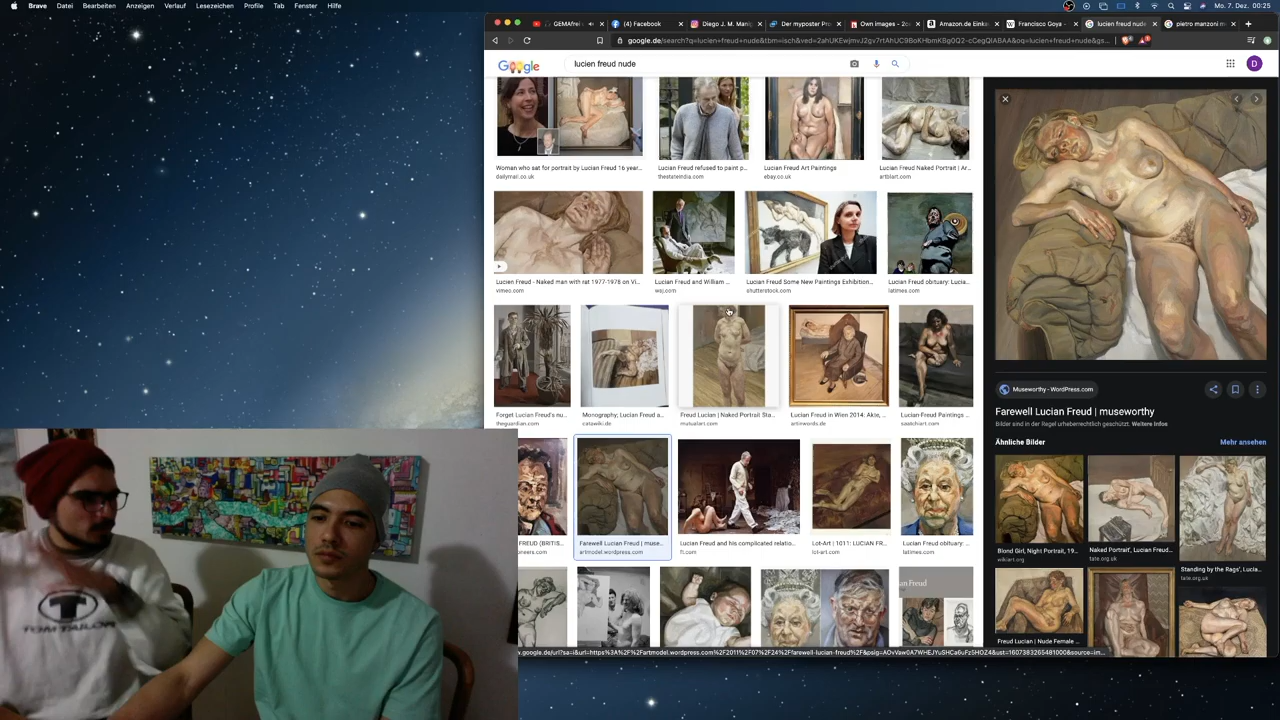 Brave Datei Bearbeiten Anzeigen Verlauf Lesezeichen Profile Tab Fenster Hilfe Mo. 7. Dez. 00:25
GEMAfrei (4) Facebook Diego J. M. Der myposter Own images Amazon.de Eink Francisco Goya - lucien freud nude pietro marzoni m
Google lucien freud nude D
Woman who sat for portrait by Lucian Freud 16 year... Lucian Freud refused to paint p... Lucian Freud Art Paintings Lucian Freud Naked Portrait | Ar...
dailymail.co.uk thestatesindia.com ebay.co.uk artblart.com
Lucien Freud - Naked man with rat 1977-1978 on Vi... Lucian Freud and William ... Lucian Freud Some New Paintings Exhibition... Lucian Freud obituary: Lucia...
vimeo.com wsj.com shutterstock.com latimes.com
Forget Lucian Freud's nu... Monography; Lucian Freud a... Freud Lucian | Naked Portrait Sta... Lucian Freud in Wien 2014: Akte, ... Lucian-Freud Paintings ...
theguardian.com catawiki.de mutualart.com artinwords.de saatchiart.com
FREUD (BRITIS... Farewell Lucian Freud | muse... Lucian Freud and his complicated relatio... Lot-Art | 1011: LUCIAN FR... Lucian Freud obituary: ...
artmodel.wordpress.com ft.com lot-art.com latimes.com
Museworthy - WordPress.com
Farewell Lucian Freud | museworthy
Bilder sind in der Regel urheberrechtlich geschützt. Weitere Infos
Ähnliche Bilder Mehr ansehen
Blond Girl, Night Portrait, 19... Naked Portrait', Lucian Freud...
wikiart.org tate.org.uk
Standing by the Rags', Lucia...
tate.org.uk
Freud Lucian | Nude Female ...
an Freud
TOM TAILOR